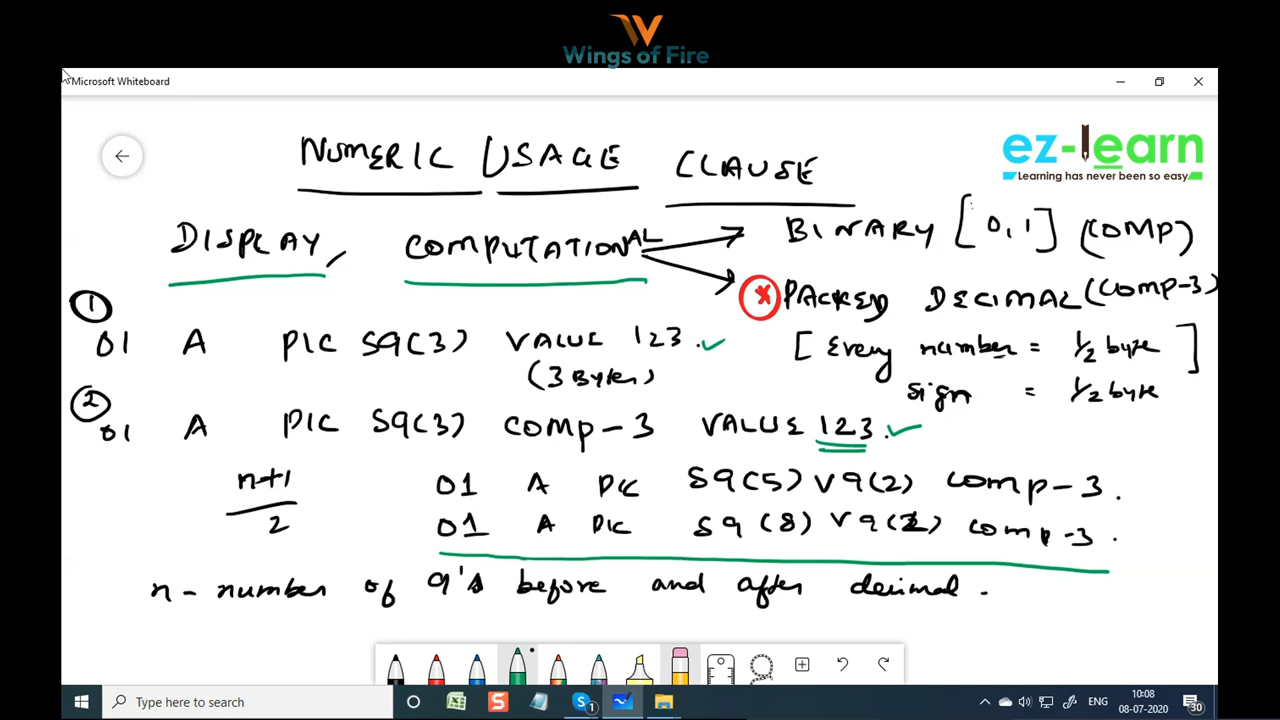 Wings of Fire
Microsoft Whiteboard
NUMERIC USAGE CLAUSE
ez-learn
Learning has never been so easy
DISPLAY, COMPUTATIONAL
BINARY [0,1] (COMP)
* PACKED DECIMAL (COMP-3)
[Every number = 1/2 byte]
sign = 1/2 byte
1
01 A PIC S9(3) VALUE 123.
(3 Bytes)
2
01 A PIC S9(3) COMP-3 VALUE 123.
n+1
2
01 A PIC S9(5)V9(2) COMP-3.
01 A PIC S9(8)V9() COMP-3.
n - number of 9's before and after decimal.
Type here to search
S
S 1
ENG
10:08
08-07-2020
30